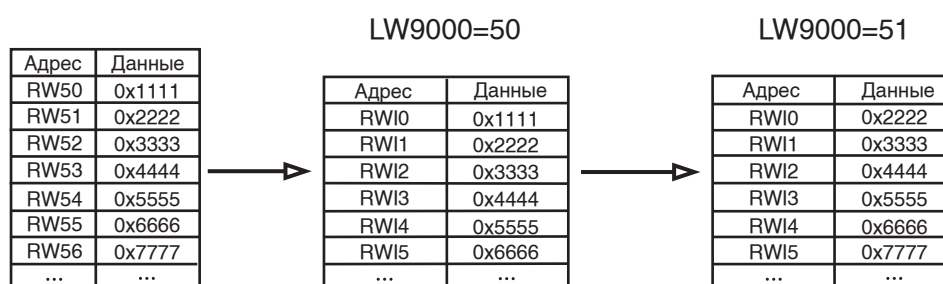 LW9000=50 LW9000=51
Адрес Данные
RW50 0x1111
RW51 0x2222
RW52 0x3333
RW53 0x4444
RW54 0x5555
RW55 0x6666
RW56 0x7777
... ...
Адрес Данные
RWI0 0x1111
RWI1 0x2222
RWI2 0x3333
RWI3 0x4444
RWI4 0x5555
RWI5 0x6666
... ...
Адрес Данные
RWI0 0x2222
RWI1 0x3333
RWI2 0x4444
RWI3 0x5555
RWI4 0x6666
RWI5 0x7777
... ...